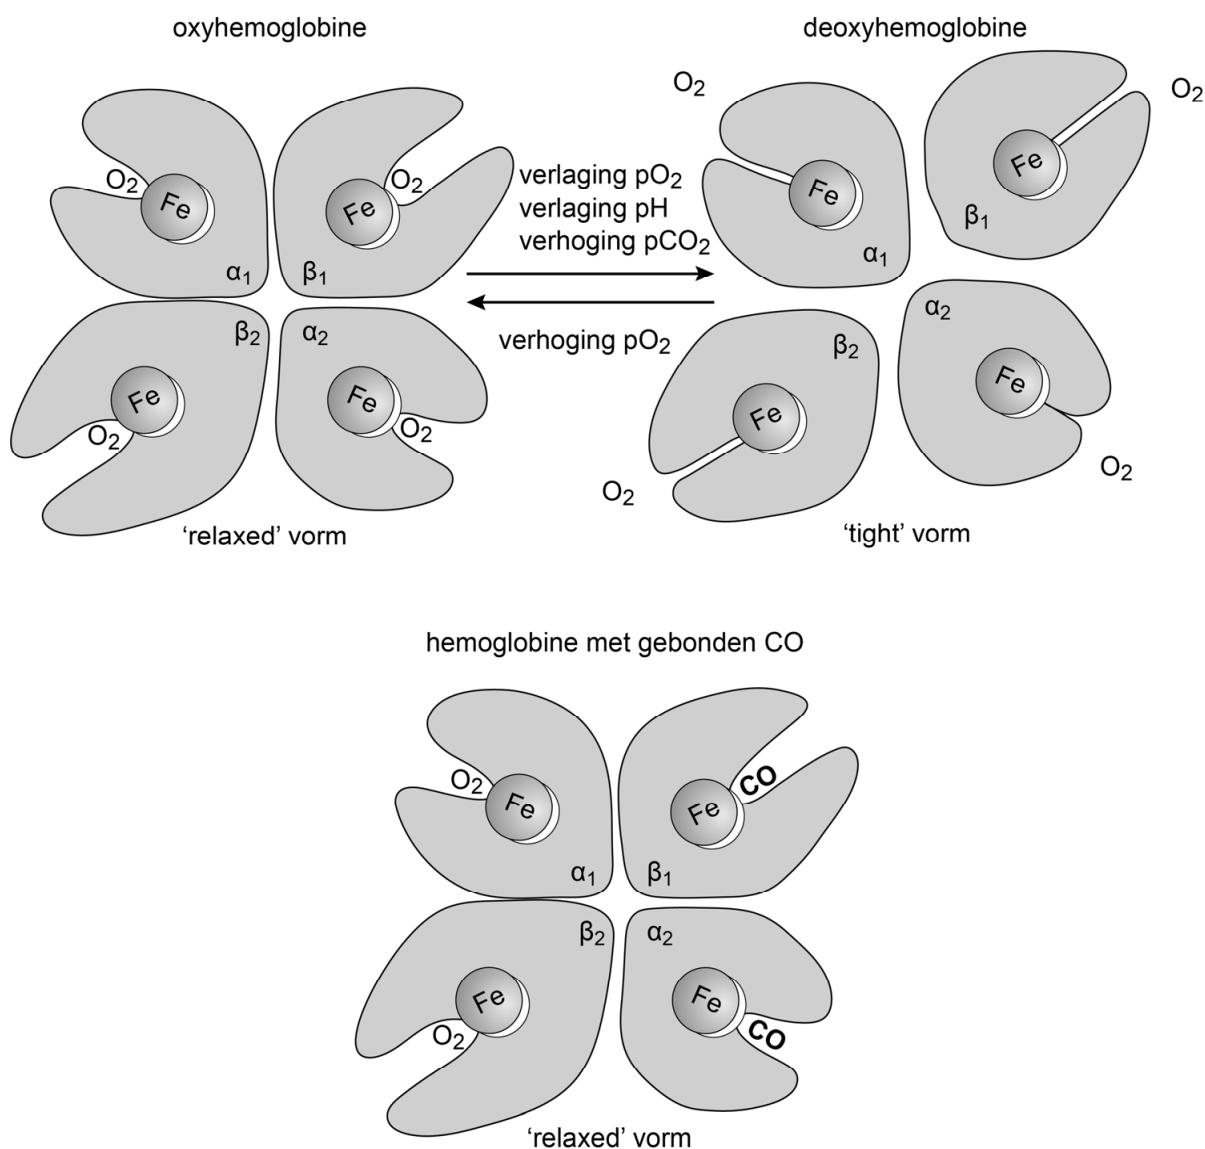 oxyhemoglobine
deoxyhemoglobine
O2
Fe
α1
O2
Fe
β1
β2
Fe
O2
α2
Fe
O2
'relaxed' vorm
verlaging pO2
verlaging pH
verhoging pCO2
verhoging pO2
O2
Fe
α1
O2
Fe
β1
β2
Fe
O2
α2
Fe
O2
'tight' vorm
hemoglobine met gebonden CO
O2
Fe
α1
CO
Fe
β1
β2
Fe
O2
α2
Fe
CO
'relaxed' vorm